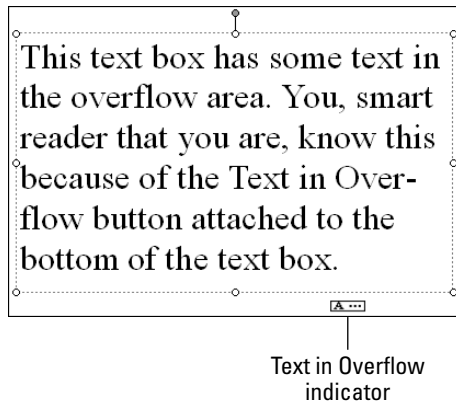 This text box has some text in
the overflow area. You, smart
reader that you are, know this
because of the Text in Over-
flow button attached to the
bottom of the text box.
A ...
Text in Overflow
indicator